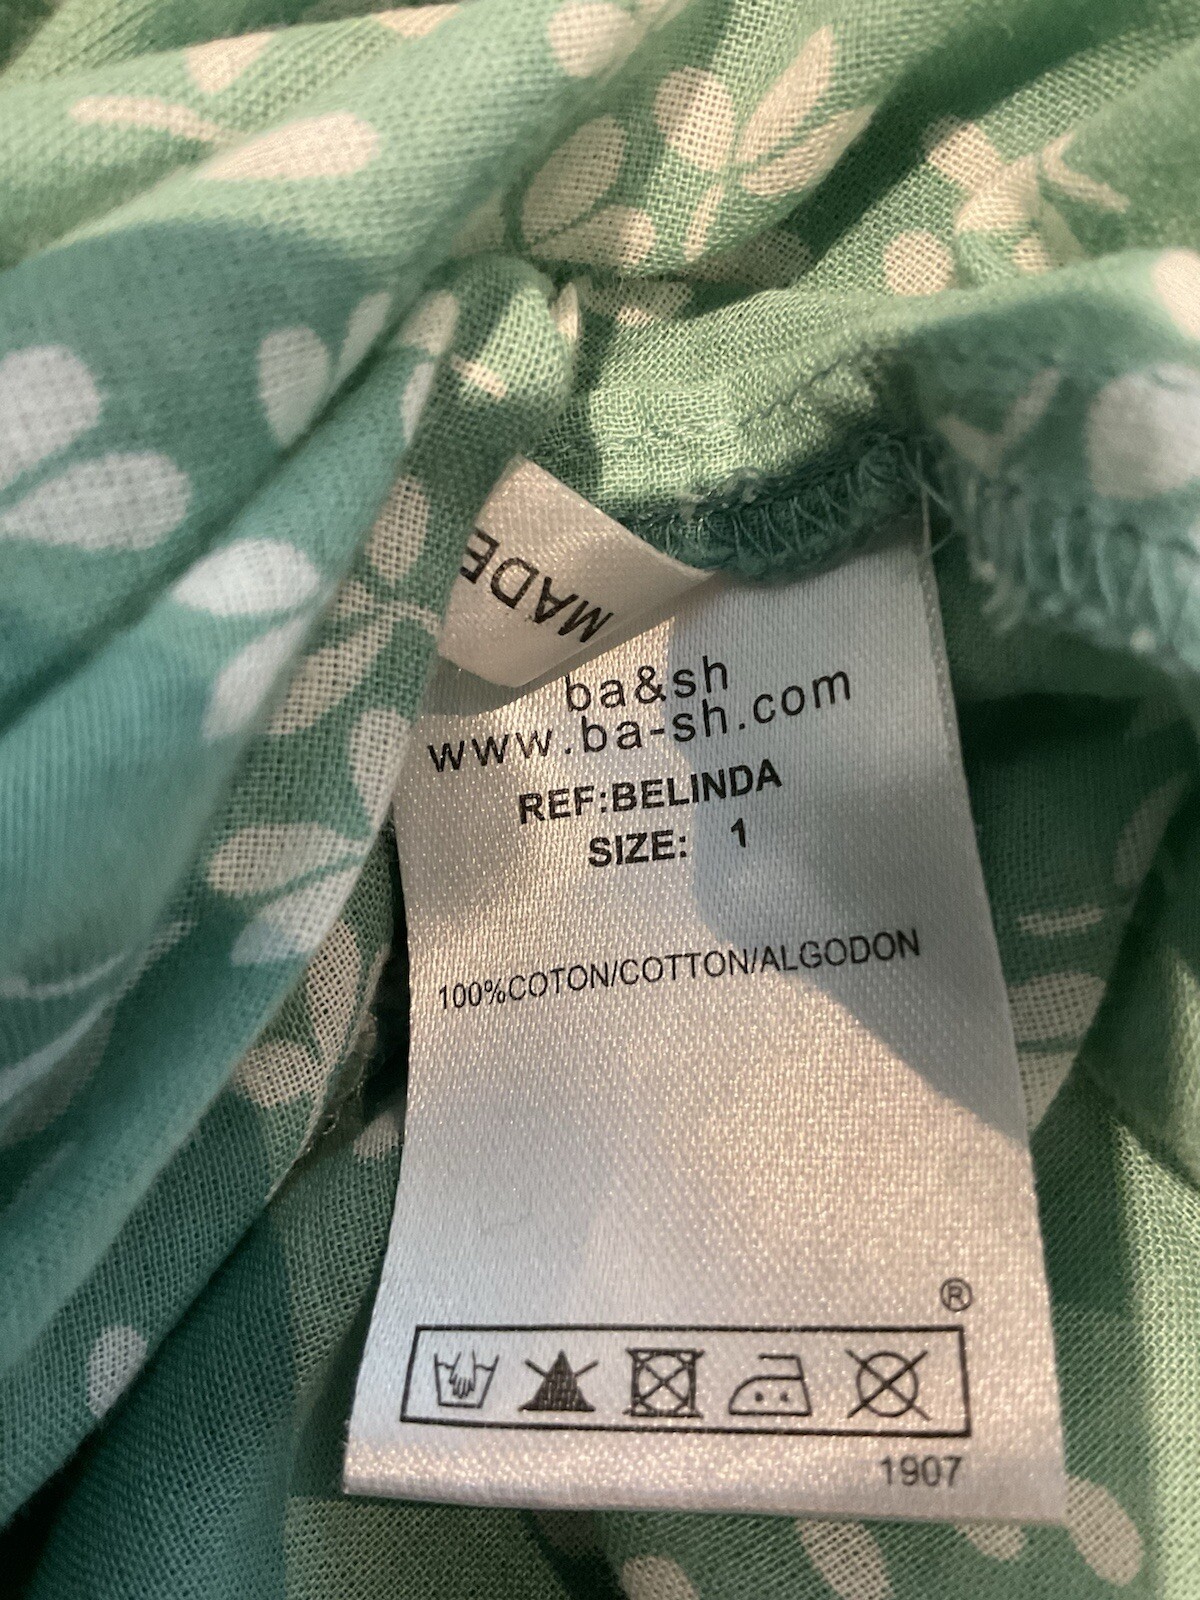 MADE
ba&sh
www.ba-sh.com
REF:BELINDA
SIZE: 1
100%COTON/COTTON/ALGODON
®
1907